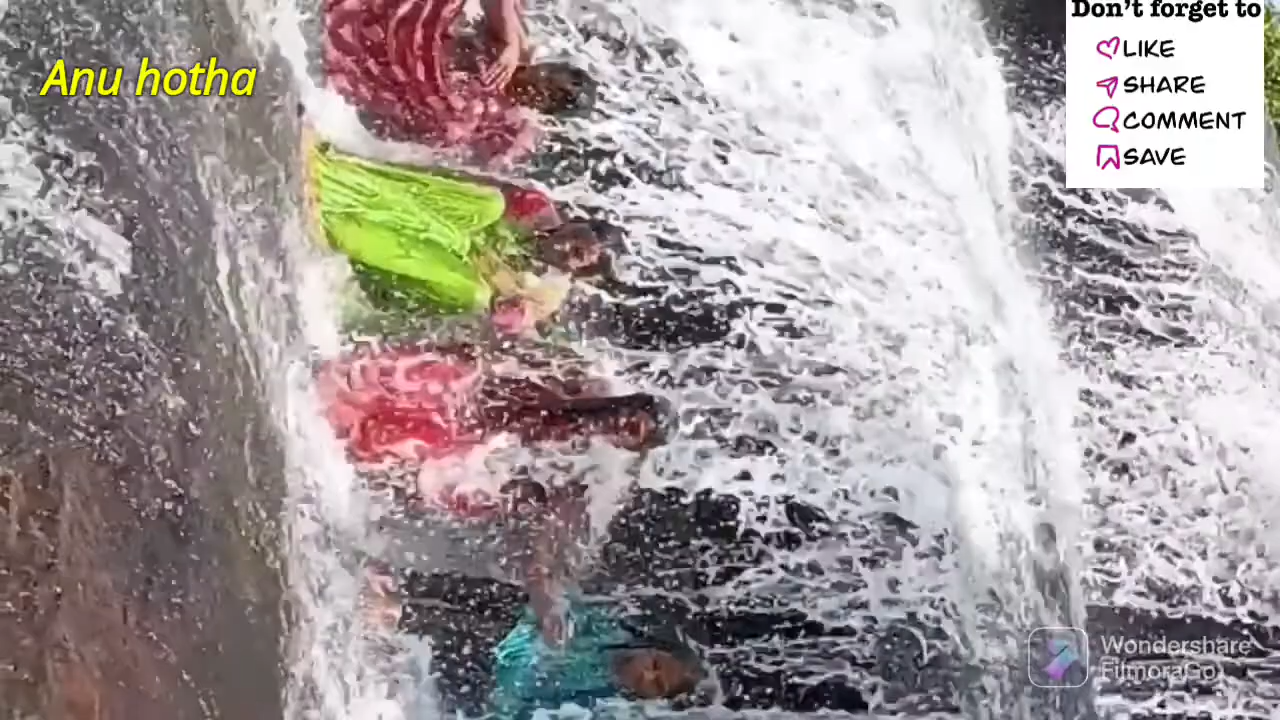 Don't forget to
LIKE
Anu hotha
SHARE
COMMENT
SAVE
Wondershare
FilmoraGo